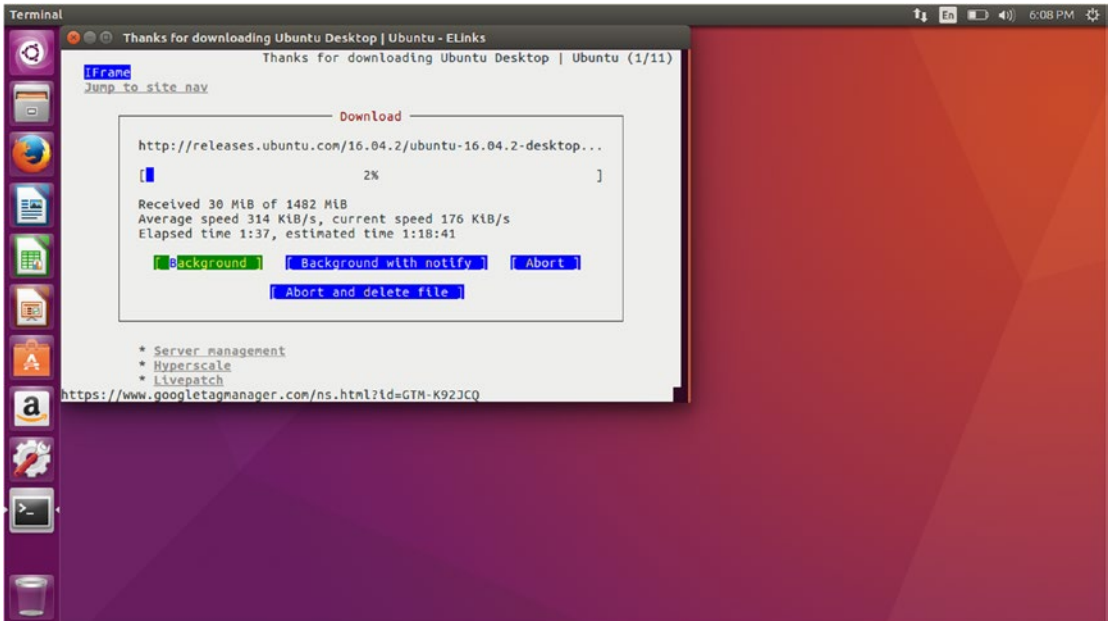 Terminal
En
6:08 PM
Thanks for downloading Ubuntu Desktop | Ubuntu - ELinks
Thanks for downloading Ubuntu Desktop | Ubuntu (1/11)
IFrame
Jump to site nav
Download
http://releases.ubuntu.com/16.04.2/ubuntu-16.04.2-desktop...
[ 2% ]
Received 30 MiB of 1482 MiB
Average speed 314 KiB/s, current speed 176 KiB/s
Elapsed time 1:37, estimated time 1:18:41
[ Background ] [ Background with notify ] [ Abort ]
[ Abort and delete file ]
* Server management
* Hyperscale
* Livepatch
https://www.googletagmanager.com/ns.html?id=GTM-K92JCQ
A
a
>_